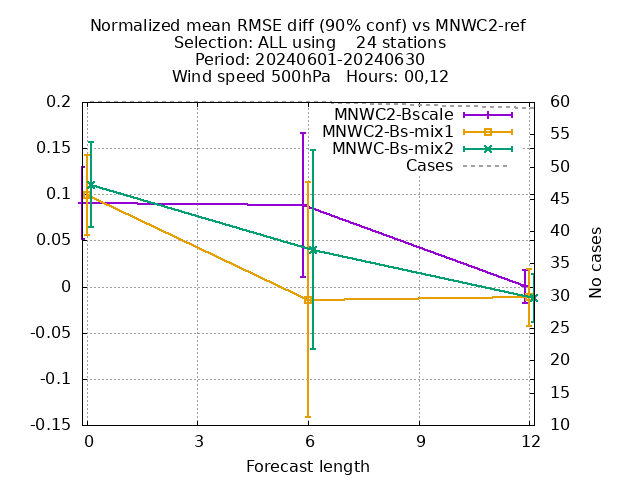 Normalized mean RMSE diff (90% conf) vs MNWC2-ref
Selection: ALL using    24 stations
Period: 20240601-20240630
Wind speed 500hPa   Hours: 00,12
0.2
0.15
0.1
0.05
0
-0.05
-0.1
-0.15
60
55
50
45
40
35
30
25
20
15
10
MNWC2-Bscale
MNWC2-Bs-mix1
MNWC-Bs-mix2
Cases
No cases
0
3
6
9
12
Forecast length